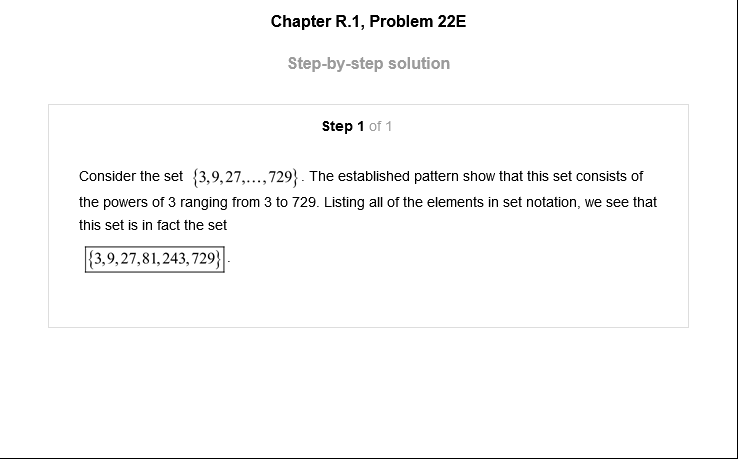 Chapter R.1, Problem 22E
Step-by-step solution
Step 1 of 1
Consider the set {3,9,27,...,729}. The established pattern show that this set consists of
the powers of 3 ranging from 3 to 729. Listing all of the elements in set notation, we see that
this set is in fact the set
{3,9,27,81,243,729}.